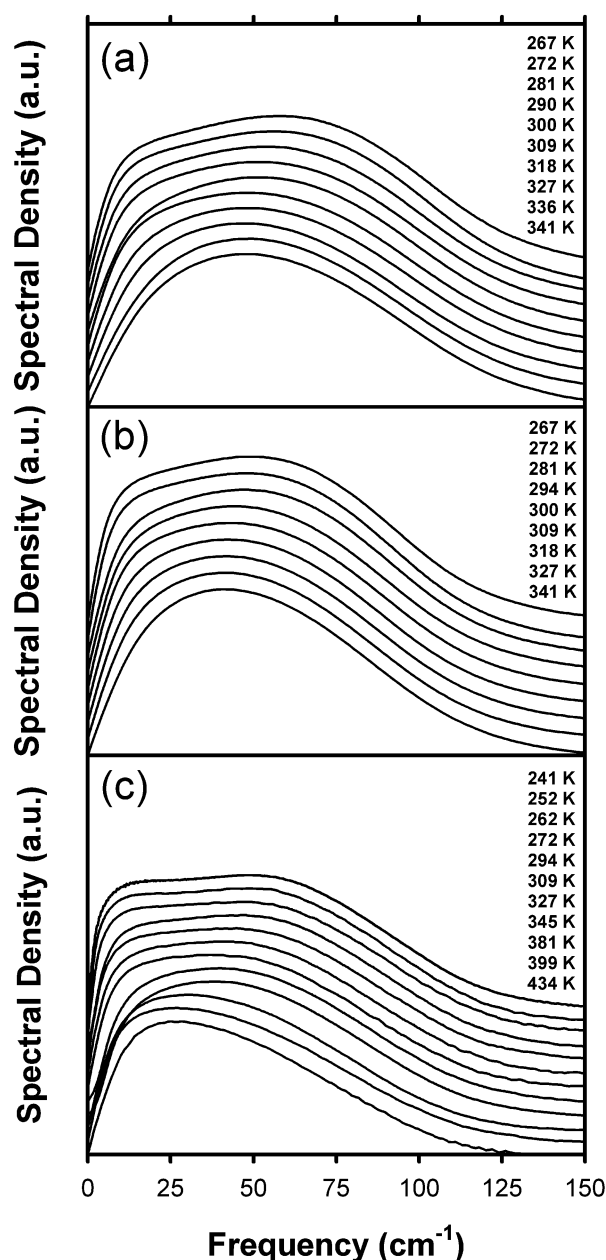 (a)
267 K
272 K
281 K
290 K
300 K
309 K
318 K
327 K
336 K
341 K
Spectral Density (a.u.)
(b)
267 K
272 K
281 K
294 K
300 K
309 K
318 K
327 K
341 K
Spectral Density (a.u.)
(c)
241 K
252 K
262 K
272 K
294 K
309 K
327 K
345 K
381 K
399 K
434 K
Spectral Density (a.u.)
0 25 50 75 100 125 150
Frequency (cm⁻¹)